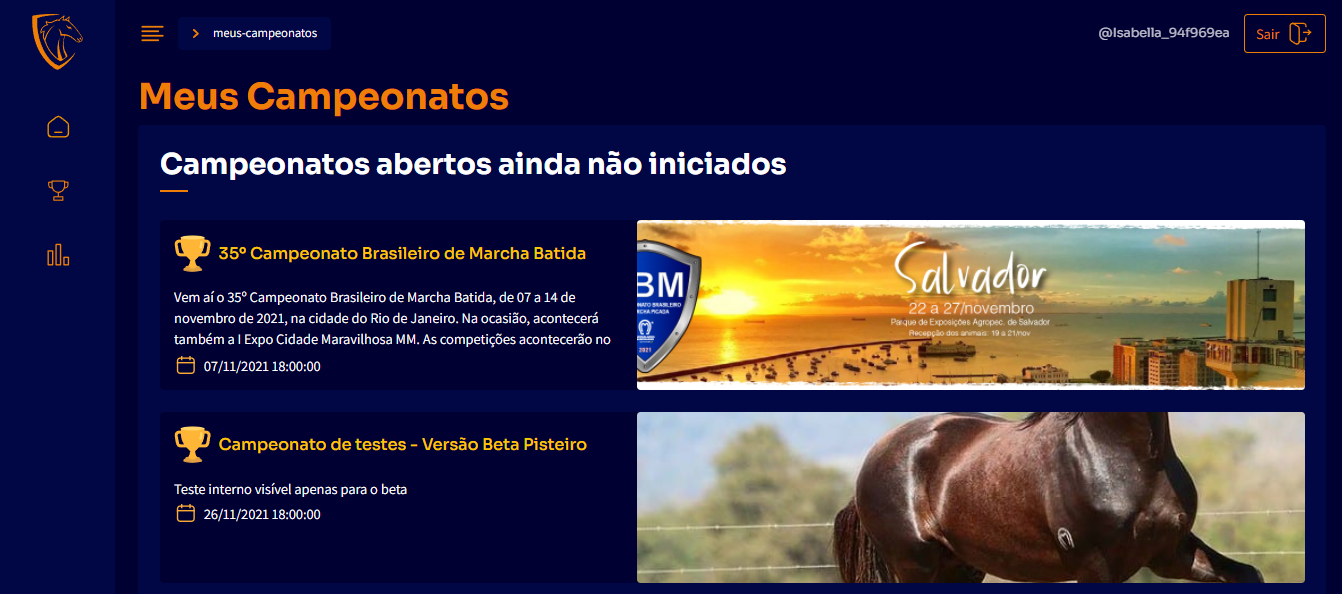 meus-campeonatos
@Isabella_94f969ea
Sair
Meus Campeonatos
Campeonatos abertos ainda não iniciados
35º Campeonato Brasileiro de Marcha Batida
Vem aí o 35º Campeonato Brasileiro de Marcha Batida, de 07 a 14 de
novembro de 2021, na cidade do Rio de Janeiro. Na ocasião, acontecerá
também a I Expo Cidade Maravilhosa MM. As competições acontecerão no
07/11/2021 18:00:00
BM
NATO BRASILEIRO
RCHA PICADA
2021
Salvador
22 a 27/novembro
Parque de Exposições Agropec. de Salvador
Recepção dos animais: 19 a 21/nov
Campeonato de testes - Versão Beta Pisteiro
Teste interno visível apenas para o beta
26/11/2021 18:00:00